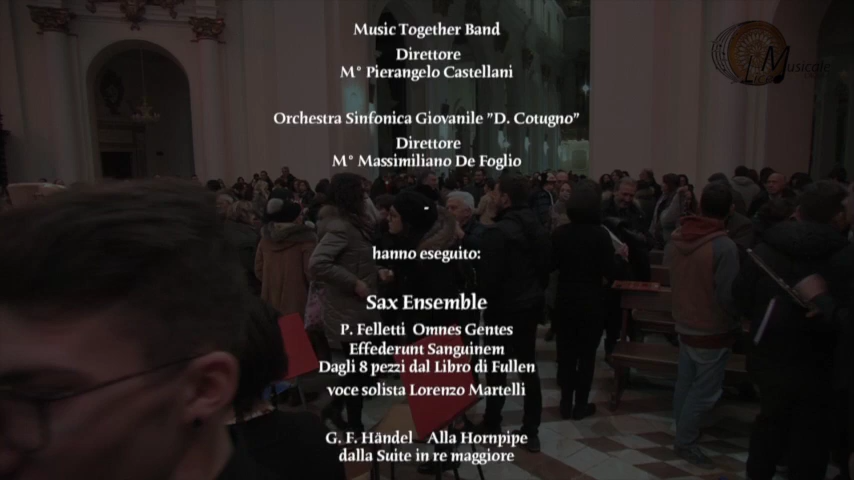 Music Together Band
Direttore
M° Pierangelo Castellani
Orchestra Sinfonica Giovanile "D. Cotugno"
Direttore
M° Massimiliano De Foglio
-
hanno eseguito:
Sax Ensemble
P. Felletti Omnes Gentes
Effederunt Sanguinem
Dagli 8 pezzi dal Libro di Fullen
voce solista Lorenzo Martelli
G. F. Händel Alla Hornpipe
dalla Suite in re maggiore
Musicale